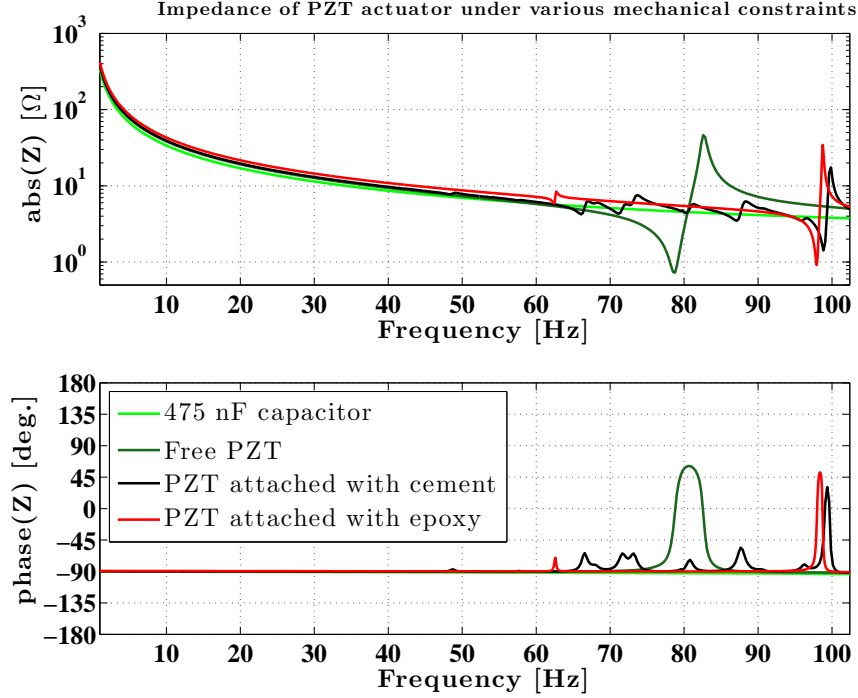 Impedance of PZT actuator under various mechanical constraints
abs(Z) [Ω]
10^3
10^2
10^1
10^0
10 20 30 40 50 60 70 80 90 100
Frequency [Hz]
phase(Z) [deg.]
180
135
90
45
0
−45
−90
−135
−180
475 nF capacitor
Free PZT
PZT attached with cement
PZT attached with epoxy
10 20 30 40 50 60 70 80 90 100
Frequency [Hz]